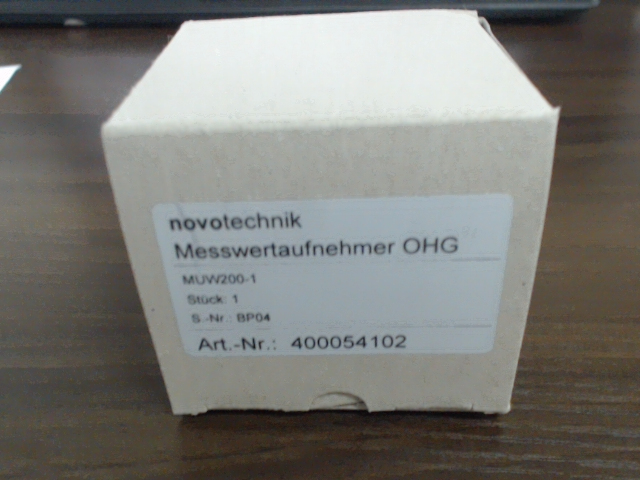 novotechnik
Messwertaufnehmer OHG
MUW200-1
Stück: 1
S.-Nr.: BP04
Art.-Nr.: 400054102